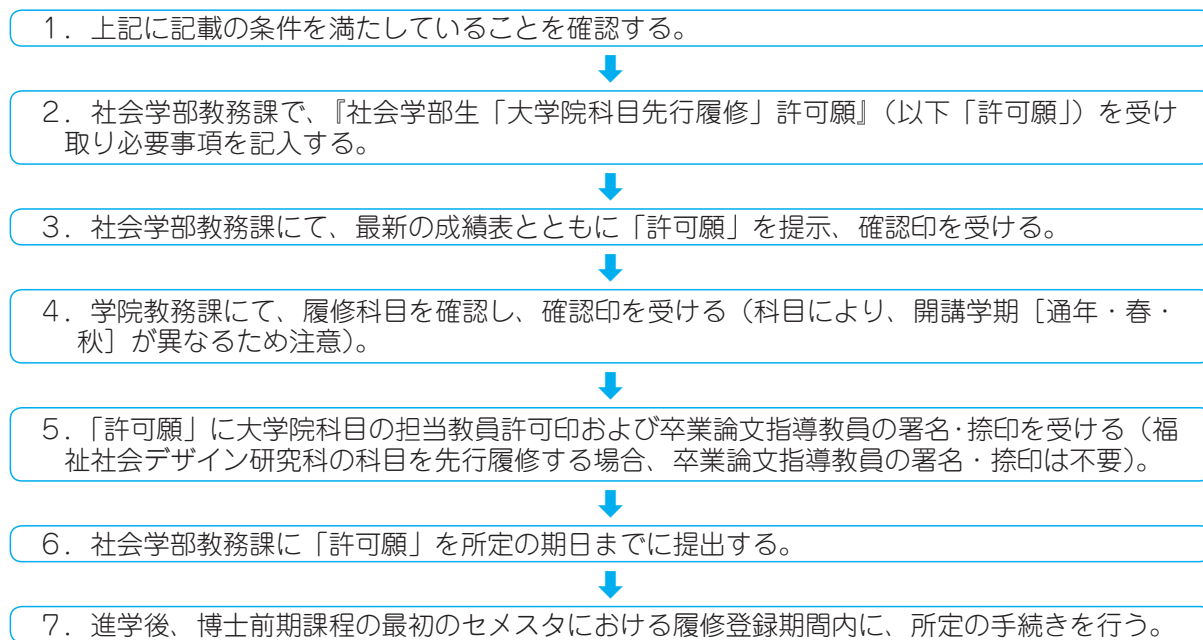 １．上記に記載の条件を満たしていることを確認する。
２．社会学部教務課で、『社会学部生「大学院科目先行履修」許可願』（以下「許可願」）を受け
取り必要事項を記入する。
３．社会学部教務課にて、最新の成績表とともに「許可願」を提示、確認印を受ける。
４．学院教務課にて、履修科目を確認し、確認印を受ける（科目により、開講学期［通年・春・
秋］が異なるため注意）。
５．「許可願」に大学院科目の担当教員許可印および卒業論文指導教員の署名・捺印を受ける（福
祉社会デザイン研究科の科目を先行履修する場合、卒業論文指導教員の署名・捺印は不要）。
６．社会学部教務課に「許可願」を所定の期日までに提出する。
７．進学後、博士前期課程の最初のセメスタにおける履修登録期間内に、所定の手続きを行う。